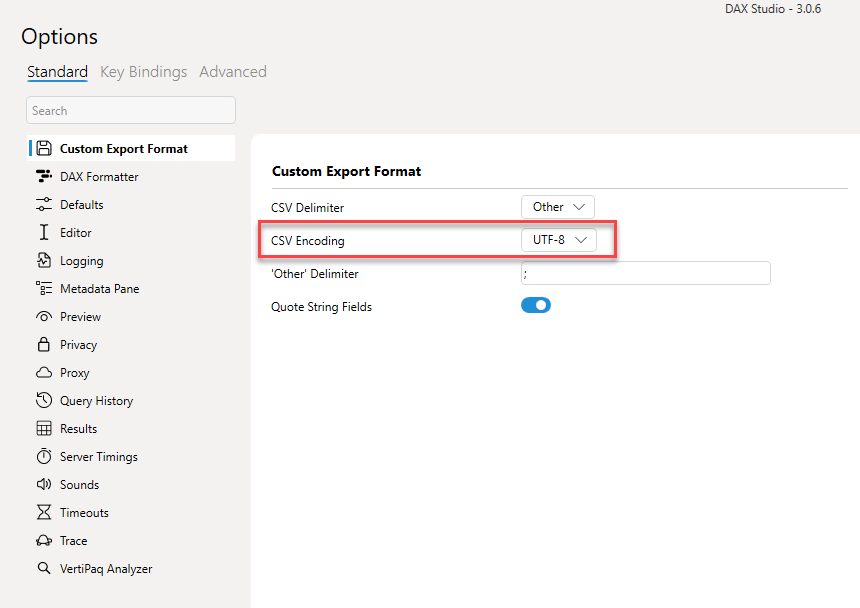 DAX Studio - 3.0.6
Options
Standard Key Bindings Advanced
Search
Custom Export Format
DAX Formatter
Defaults
Editor
Logging
Metadata Pane
Preview
Privacy
Proxy
Query History
Results
Server Timings
Sounds
Timeouts
Trace
VertiPaq Analyzer
Custom Export Format
CSV Delimiter Other
CSV Encoding UTF-8
'Other' Delimiter ;
Quote String Fields